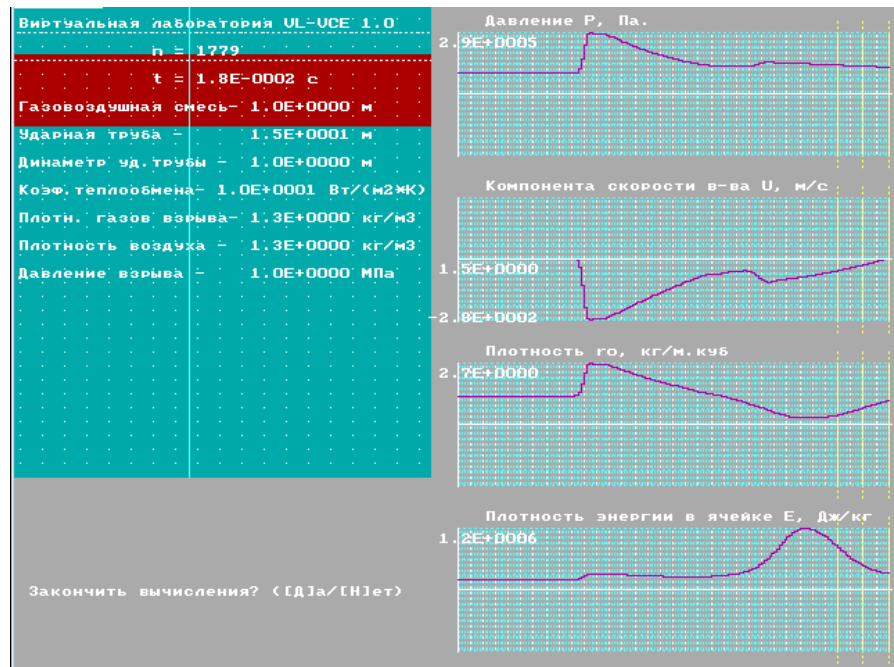 Виртуальная лаборатория VL-VCE 1.0
n = 1779
t = 1.8E-0002 с
Газовоздушная смесь- 1.0E+0000 м
Ударная труба - 1.5E+0001 м
Динаметр уд.трубы - 1.0E+0000 м
Коэф.теплообмена- 1.0E+0001 Вт/(м2*К)
Плотн. газов взрыва- 1.3E+0000 кг/м3
Плотность воздуха - 1.3E+0000 кг/м3
Давление взрыва - 1.0E+0000 МПа
Закончить вычисления? ([Д]а/[Н]ет)
Давление P, Па.
2.9E+0005
Компонента скорости в-ва U, м/с
1.5E+0000
-2.8E+0002
Плотность го, кг/м.куб
2.7E+0000
Плотность энергии в ячейке E, Дж/кг
1.2E+0006